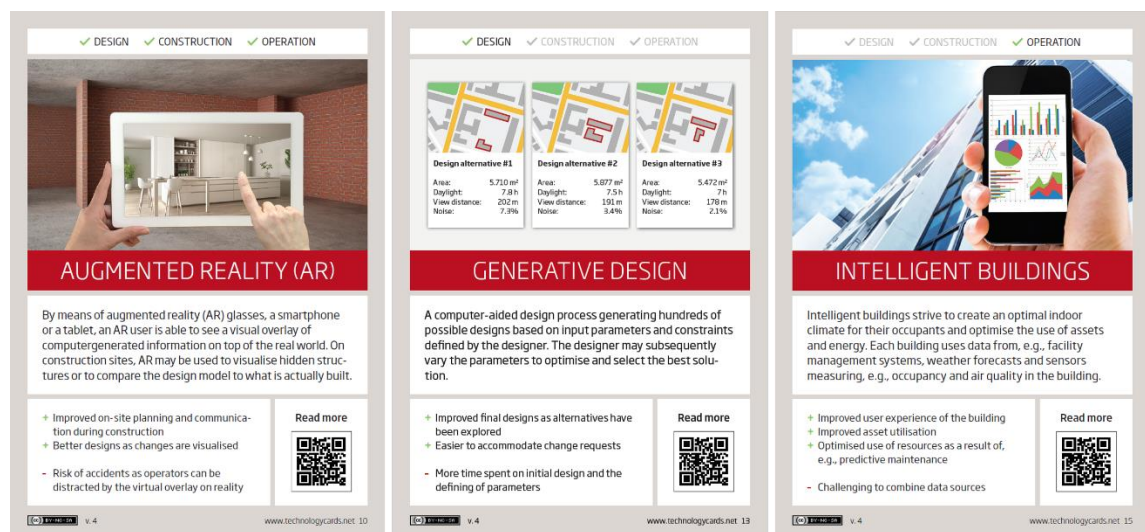 ✓ DESIGN ✓ CONSTRUCTION ✓ OPERATION
AUGMENTED REALITY (AR)
By means of augmented reality (AR) glasses, a smartphone
or a tablet, an AR user is able to see a visual overlay of
computergenerated information on top of the real world. On
construction sites, AR may be used to visualise hidden struc-
tures or to compare the design model to what is actually built.
+ Improved on-site planning and communica-
tion during construction
+ Better designs as changes are visualised
- Risk of accidents as operators can be
distracted by the virtual overlay on reality
Read more
(cc) BY-NC-SA v. 4
www.technologycards.net 10
✓ DESIGN ✓ CONSTRUCTION ✓ OPERATION
Design alternative #1
Area: 5.710 m²
Daylight: 7.8 h
View distance: 202 m
Noise: 7.3%
Design alternative #2
Area: 5.877 m²
Daylight: 7.5 h
View distance: 191 m
Noise: 3.4%
Design alternative #3
Area: 5.472 m²
Daylight: 7 h
View distance: 178 m
Noise: 2.1%
GENERATIVE DESIGN
A computer-aided design process generating hundreds of
possible designs based on input parameters and constraints
defined by the designer. The designer may subsequently
vary the parameters to optimise and select the best solu-
tion.
+ Improved final designs as alternatives have
been explored
+ Easier to accommodate change requests
- More time spent on initial design and the
defining of parameters
Read more
(cc) BY-NC-SA v. 4
www.technologycards.net 13
✓ DESIGN ✓ CONSTRUCTION ✓ OPERATION
INTELLIGENT BUILDINGS
Intelligent buildings strive to create an optimal indoor
climate for their occupants and optimise the use of assets
and energy. Each building uses data from, e.g., facility
management systems, weather forecasts and sensors
measuring, e.g., occupancy and air quality in the building.
+ Improved user experience of the building
+ Improved asset utilisation
+ Optimised use of resources as a result of,
e.g., predictive maintenance
- Challenging to combine data sources
Read more
(cc) BY-NC-SA v. 4
www.technologycards.net 15